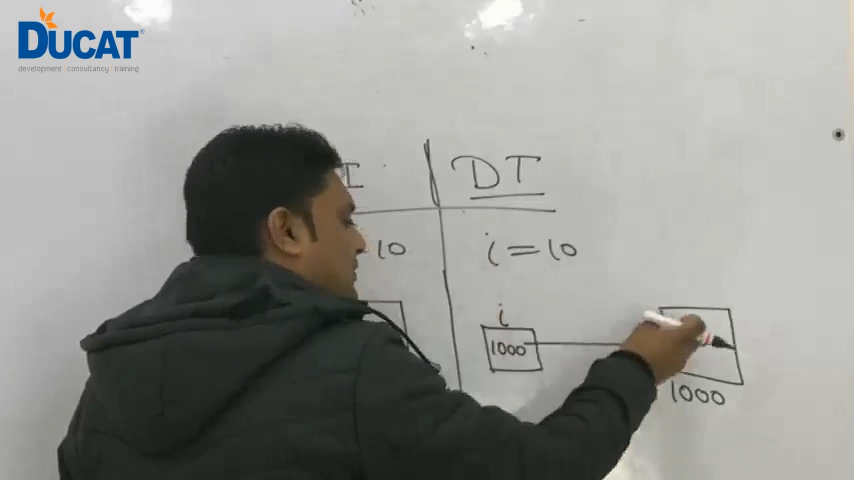 DUCAT
development consultancy training
I DT
10 i = 10
i
1000
1000